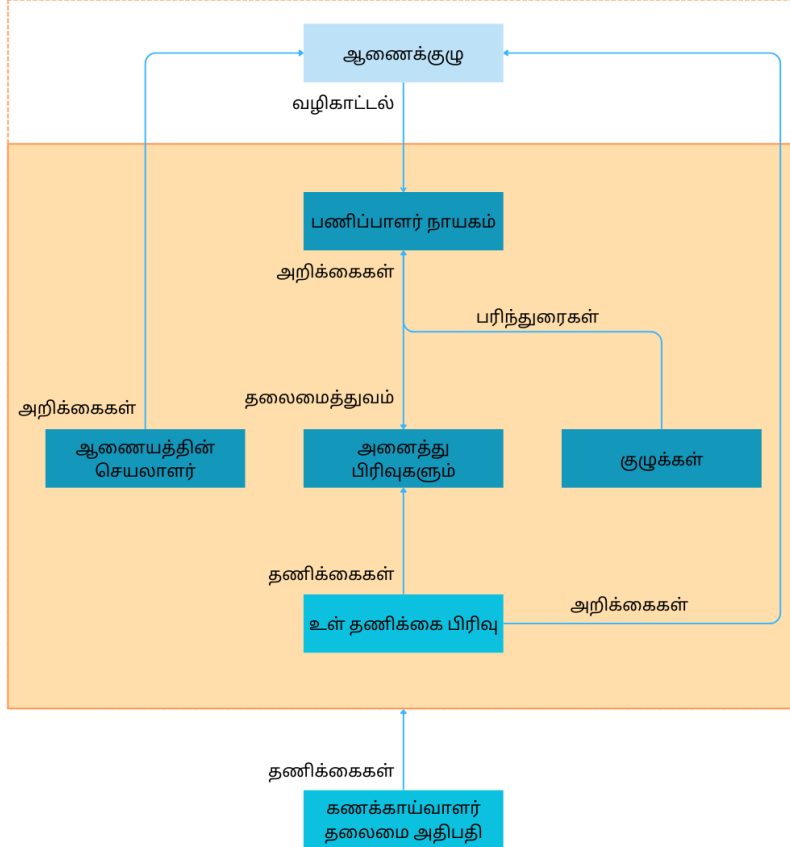 ஆணைக்குழு
வழிகாட்டல்
பணிப்பாளர் நாயகம்
அறிக்கைகள்
பரிந்துரைகள்
தலைமைத்துவம்
அறிக்கைகள்
ஆணையத்தின்
செயலாளர்
அனைத்து
பிரிவுகளும்
குழுக்கள்
தணிக்கைகள்
அறிக்கைகள்
உள் தணிக்கை பிரிவு
தணிக்கைகள்
கணக்காய்வாளர்
தலைமை அதிபதி